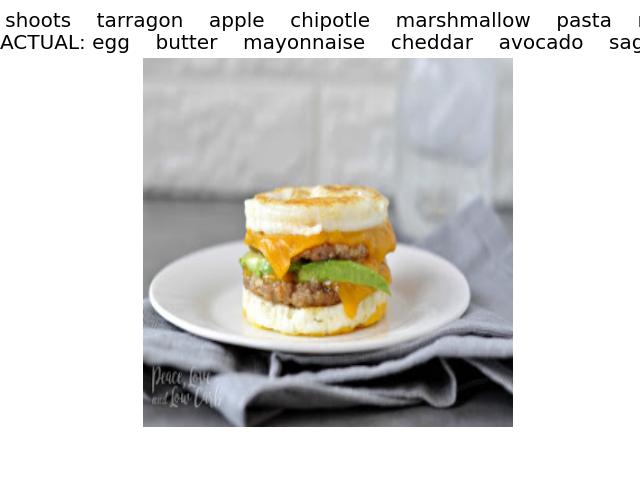 shoots tarragon apple chipotle marshmallow pasta
ACTUAL: egg butter mayonnaise cheddar avocado
Peace, Love
and Low Carb